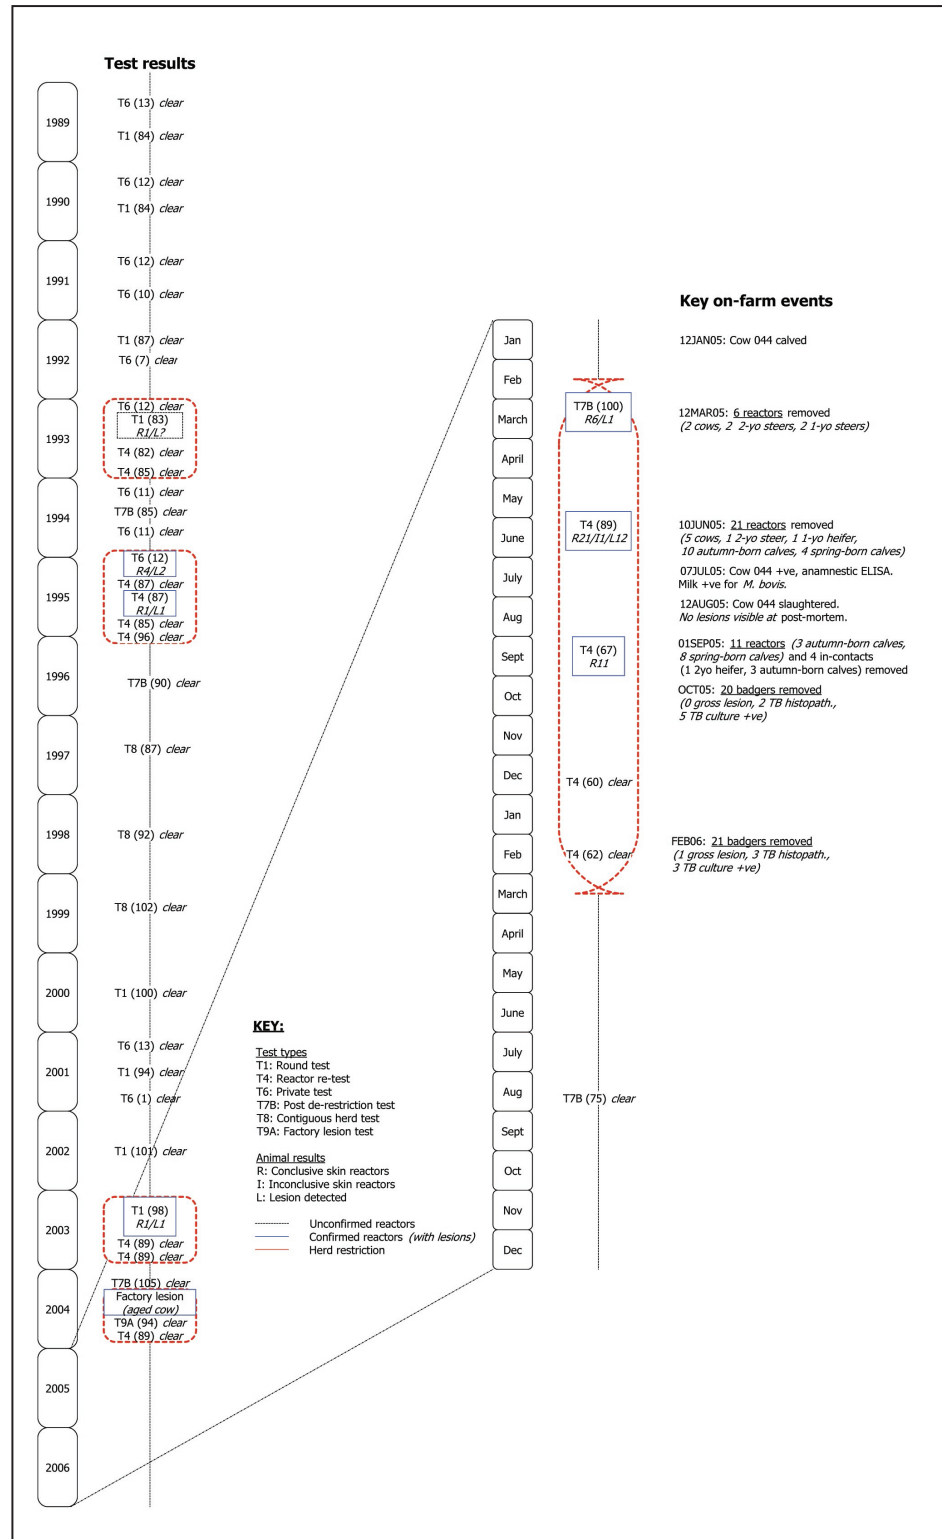 Test results
1989
T6 (13) clear
T1 (84) clear
1990
T6 (12) clear
T1 (84) clear
1991
T6 (12) clear
T6 (10) clear
1992
T1 (87) clear
T6 (7) clear
1993
T6 (12) clear
T1 (83)
R1/L?
T4 (82) clear
T4 (85) clear
1994
T6 (11) clear
T7B (85) clear
T6 (11) clear
1995
T6 (12)
R4/L2
T4 (87) clear
T4 (87)
R1/L1
T4 (85) clear
T4 (96) clear
1996
T7B (90) clear
1997
T8 (87) clear
1998
T8 (92) clear
1999
T8 (102) clear
2000
T1 (100) clear
2001
T6 (13) clear
T1 (94) clear
T6 (1) clear
2002
T1 (101) clear
2003
T1 (98)
R1/L1
T4 (89) clear
T4 (89) clear
2004
T7B (105) clear
Factory lesion
(aged cow)
T9A (94) clear
T4 (89) clear
2005
2006
KEY:
Test types
T1: Round test
T4: Reactor re-test
T6: Private test
T7B: Post de-restriction test
T8: Contiguous herd test
T9A: Factory lesion test
Animal results
R: Conclusive skin reactors
I: Inconclusive skin reactors
L: Lesion detected
Unconfirmed reactors
Confirmed reactors (with lesions)
Herd restriction
Jan
Feb
March
April
May
June
July
Aug
Sept
Oct
Nov
Dec
Jan
Feb
March
April
May
June
July
Aug
Sept
Oct
Nov
Dec
T7B (100)
R6/L1
T4 (89)
R21/I1/L12
T4 (67)
R11
T4 (60) clear
T4 (62) clear
T7B (75) clear
Key on-farm events
12JAN05: Cow 044 calved
12MAR05: 6 reactors removed
(2 cows, 2 2-yo steers, 2 1-yo steers)
10JUN05: 21 reactors removed
(5 cows, 1 2-yo steer, 1 1-yo heifer,
10 autumn-born calves, 4 spring-born calves)
07JUL05: Cow 044 +ve, anamnestic ELISA.
Milk +ve for M. bovis.
12AUG05: Cow 044 slaughtered.
No lesions visible at post-mortem.
01SEP05: 11 reactors (3 autumn-born calves,
8 spring-born calves) and 4 in-contacts
(1 2yo heifer, 3 autumn-born calves) removed
OCT05: 20 badgers removed
(0 gross lesion, 2 TB histopath.,
5 TB culture +ve)
FEB06: 21 badgers removed
(1 gross lesion, 3 TB histopath.,
3 TB culture +ve)